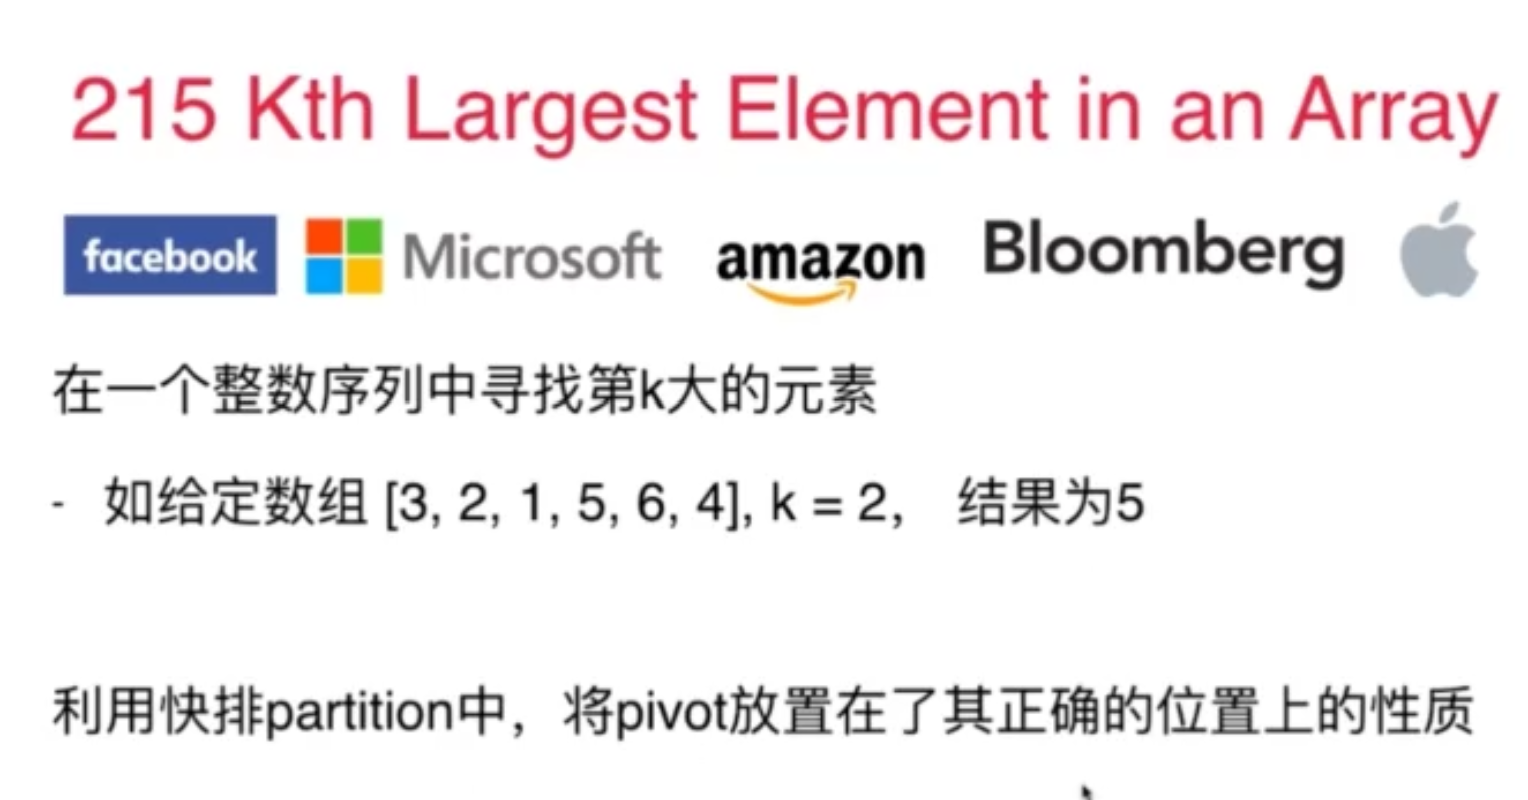 215 Kth Largest Element in an Array
facebook Microsoft amazon Bloomberg
在一个整数序列中寻找第k大的元素
- 如给定数组 [3, 2, 1, 5, 6, 4], k = 2， 结果为5
利用快排partition中，将pivot放置在了其正确的位置上的性质